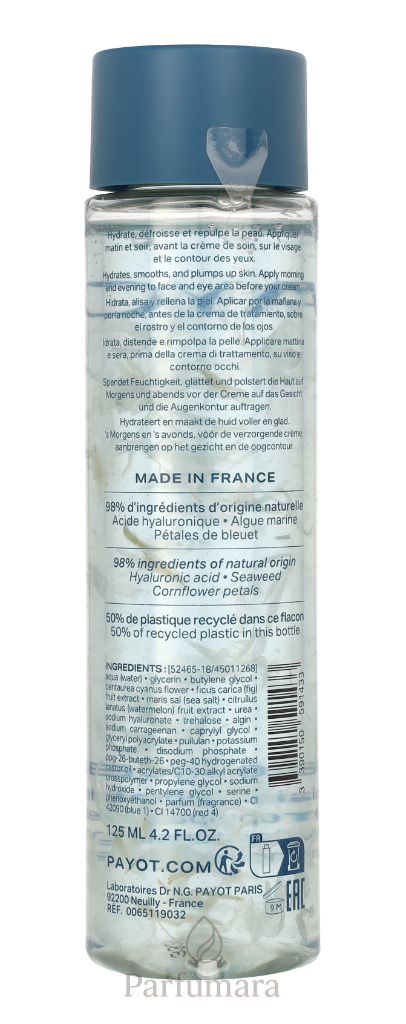 Hydrate, défroisse et repulpe la peau. Appliquer
matin et soir, avant la crème de soin, sur le visage
et le contour des yeux.
Hydrates, smooths, and plumps up skin. Apply morning
and evening to face and eye area before your cream.
Hidrata, alisa y rellena la piel. Aplicar por la mañana y
por la noche, antes de la crema de tratamiento, sobre
el rostro y el contorno de los ojos.
Idrata, distende e rimpolpa la pelle. Applicare mattina
e sera, prima della crema di trattamento, su viso e
contorno occhi.
Spendet Feuchtigkeit, glättet und polstert die Haut auf.
Morgens und abends vor der Creme auf das Gesicht
und die Augenkontur auftragen.
Hydrateert en maakt de huid voller en glad.
's Morgens en 's avonds, vóór de verzorgende crème,
aanbrengen op het gezicht en de oogcontour.
MADE IN FRANCE
98% d'ingrédients d'origine naturelle
Acide hyaluronique • Algue marine
Pétales de bleuet
98% ingredients of natural origin
Hyaluronic acid • Seaweed
Cornflower petals
50% de plastique recyclé dans ce flacon
50% of recycled plastic in this bottle
INGREDIENTS: [52465-18/45011268]
aqua (water) • glycerin • butylene glycol •
centaurea cyanus flower • ficus carica (fig)
fruit extract • maris sal (sea salt) • citrullus
lanatus (watermelon) fruit extract • urea •
sodium hyaluronate • trehalose • algin •
sodium carrageenan • caprylyl glycol •
glyceryl polyacrylate • pullulan • potassium
phosphate • disodium phosphate •
ppg-26-buteth-26 • peg-40 hydrogenated
castor oil • acrylates/C10-30 alkyl acrylate
crosspolymer • propylene glycol • sodium
hydroxide • pentylene glycol • serine •
phenoxyethanol • parfum (fragrance) • CI
42090 (blue 1) • CI 14700 (red 4)
3 390150 591433
125 ML 4.2 FL.OZ.
FR
PAYOT.COM
Laboratoires Dr N.G. PAYOT PARIS
92200 Neuilly - France
RÉF. 0065119032
9 M
EAC
Parfumara